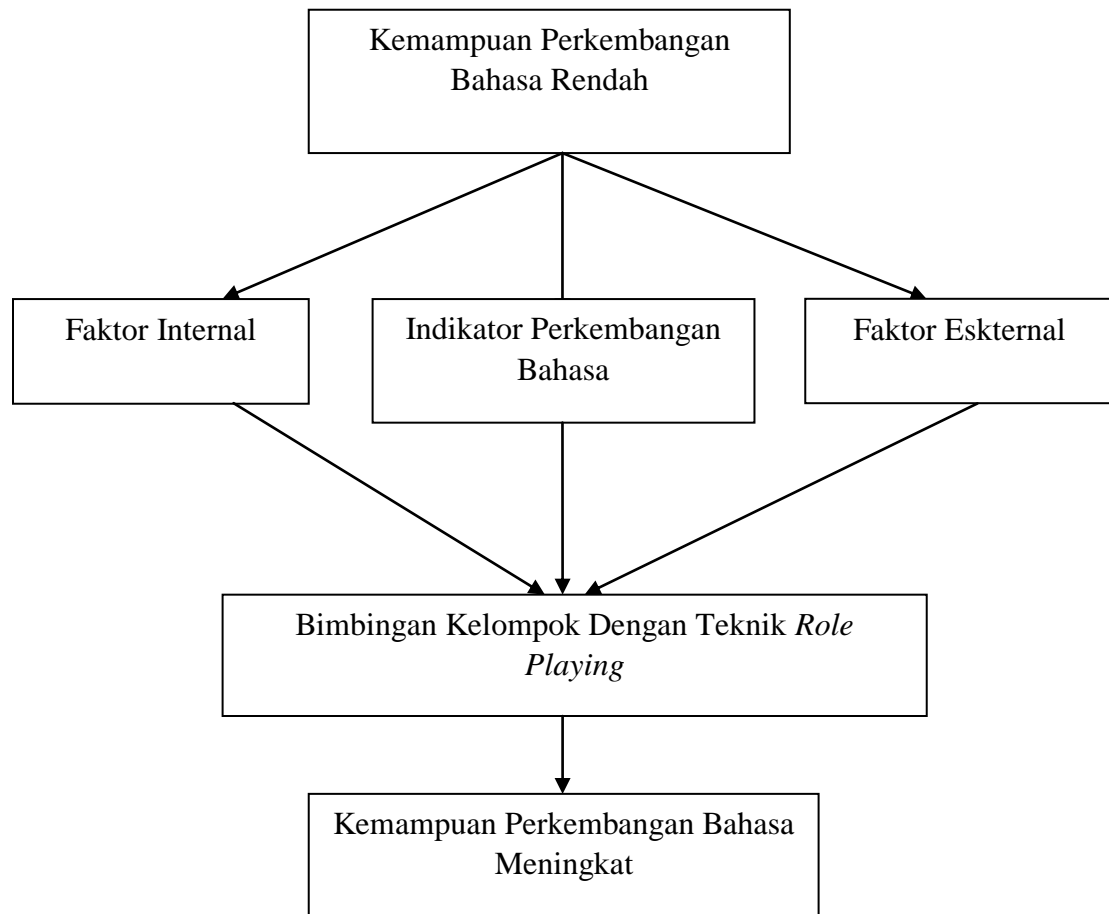 Kemampuan Perkembangan
Bahasa Rendah
Faktor Internal
Indikator Perkembangan
Bahasa
Faktor Eskternal
Bimbingan Kelompok Dengan Teknik Role
Playing
Kemampuan Perkembangan Bahasa
Meningkat